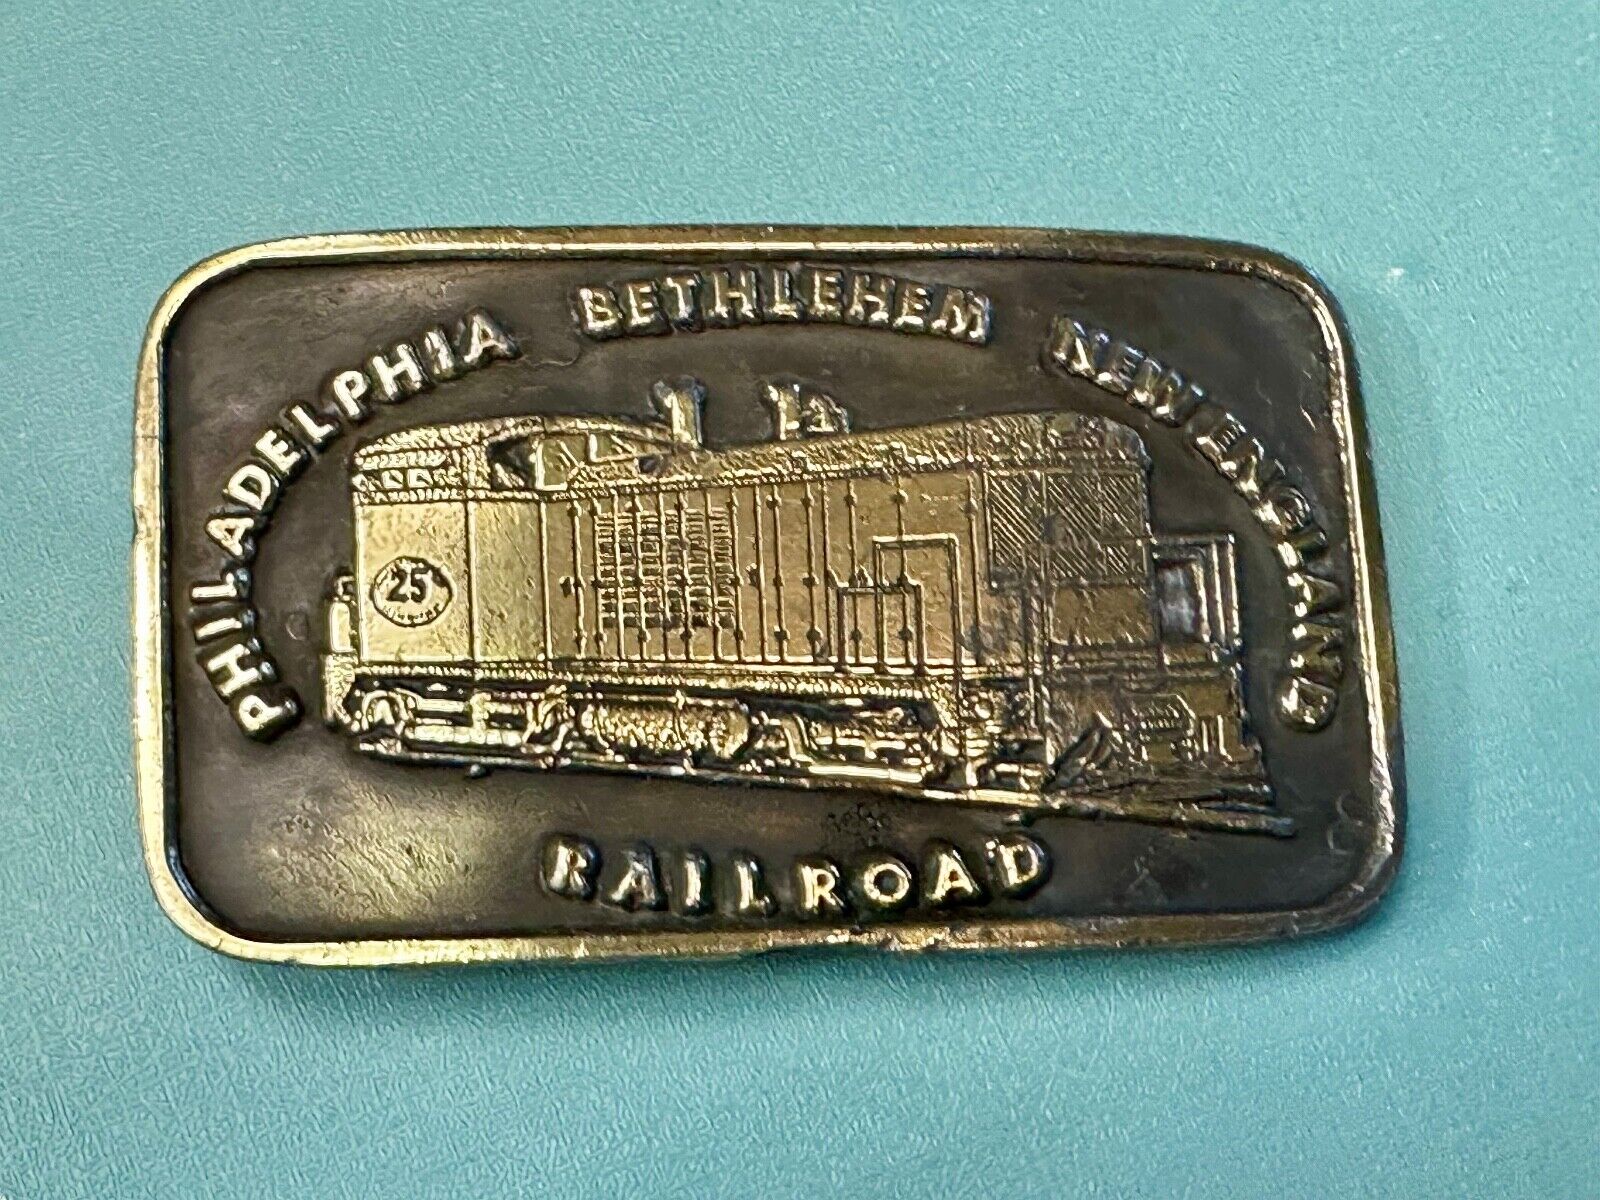 PHILADELPHIA BETHLEHEM NEW ENGLAND
25
RAILROAD